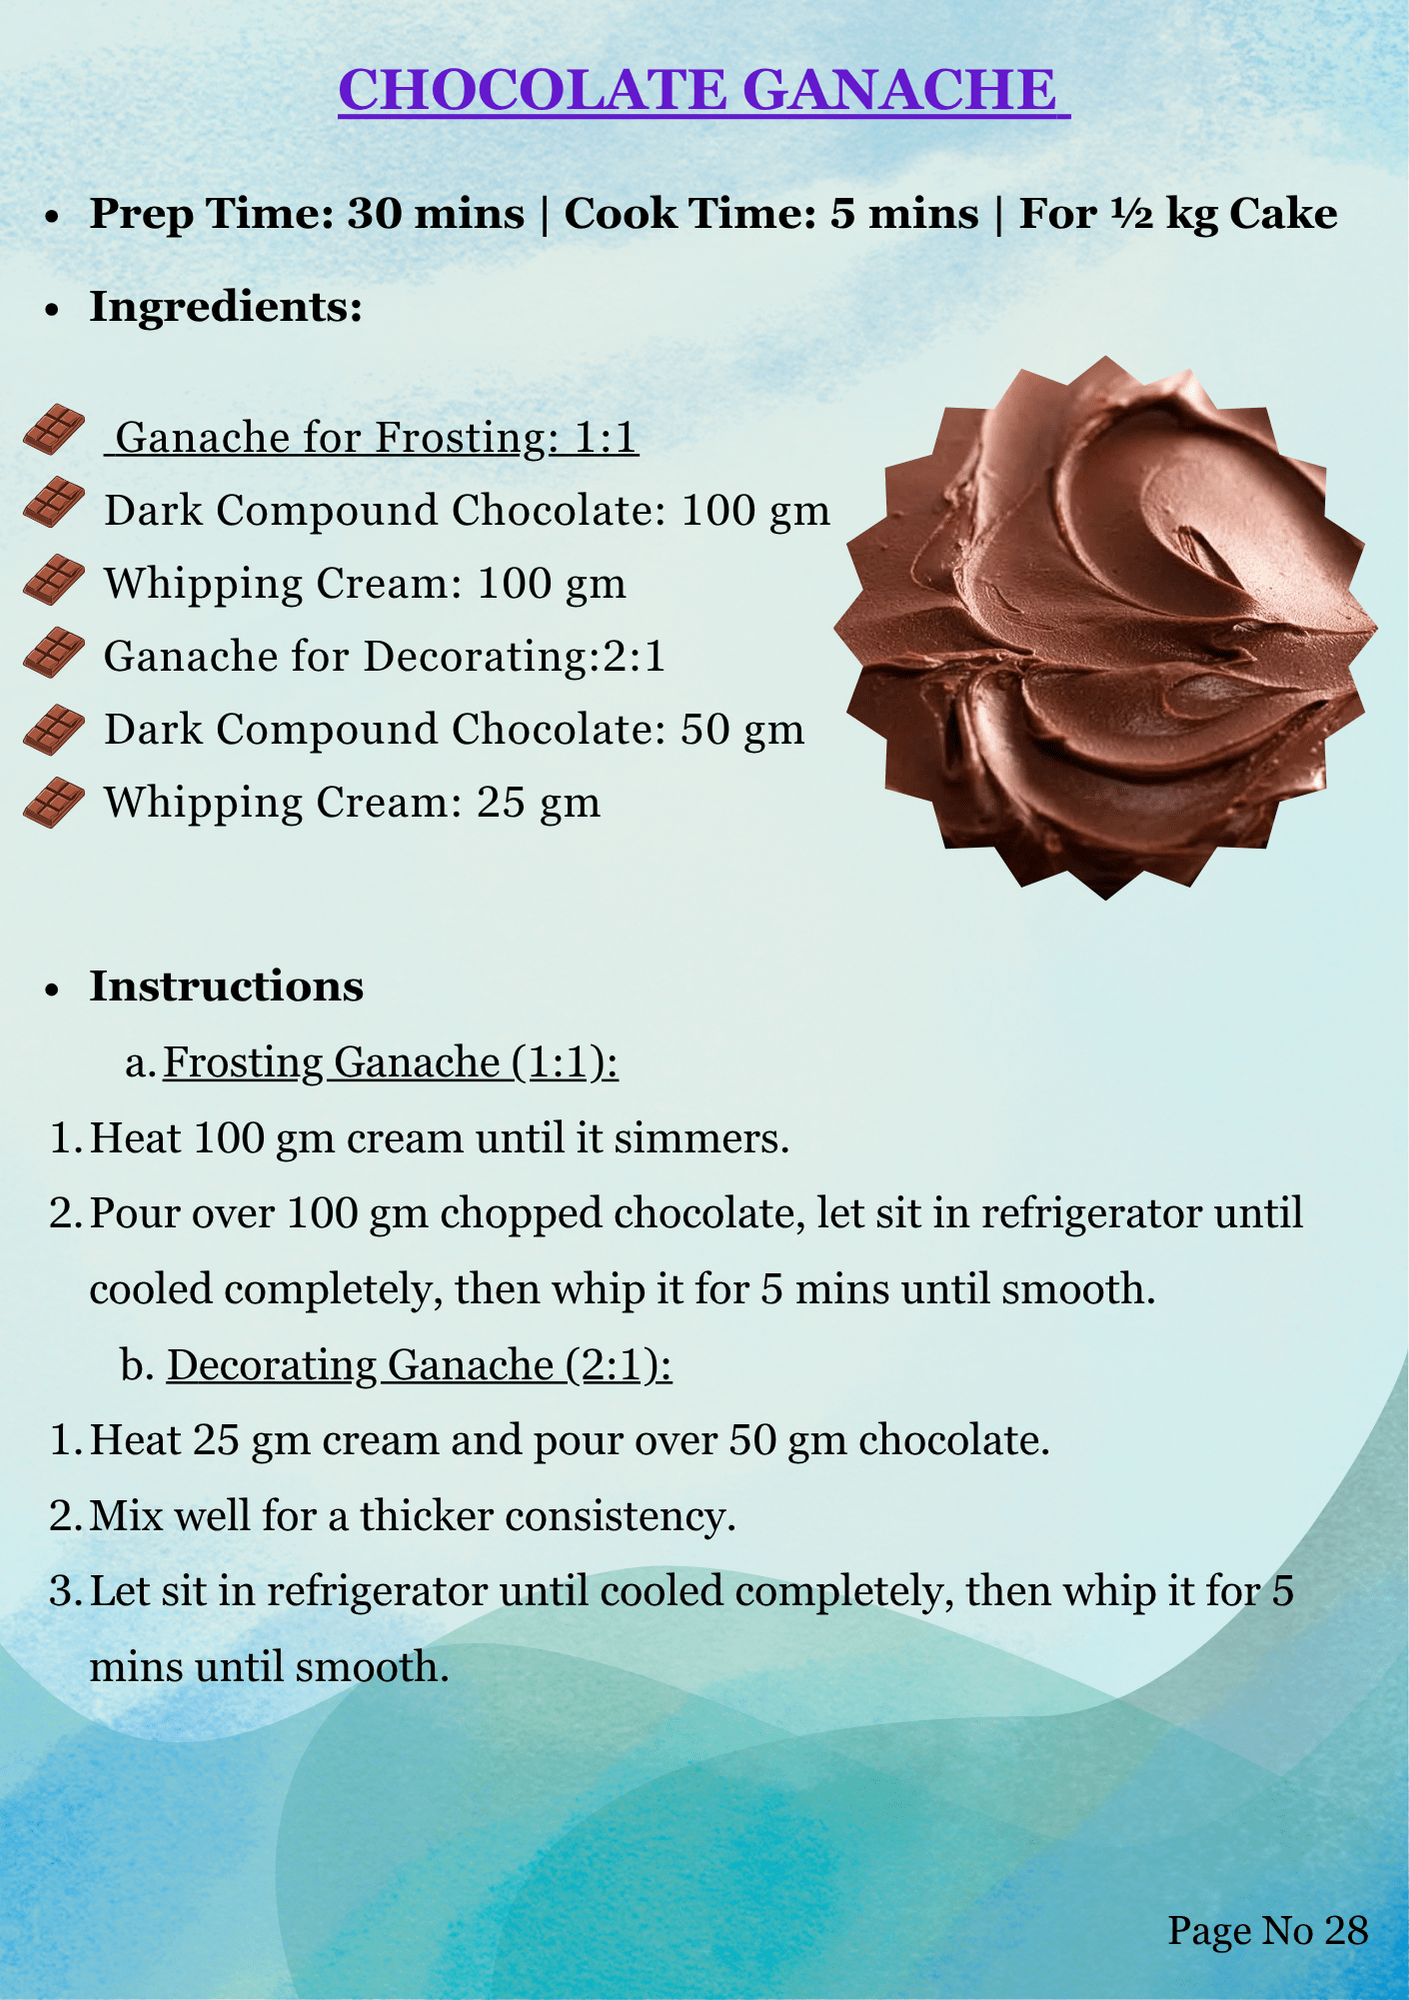 CHOCOLATE GANACHE
• Prep Time: 30 mins | Cook Time: 5 mins | For ½ kg Cake
• Ingredients:
Ganache for Frosting: 1:1
Dark Compound Chocolate: 100 gm
Whipping Cream: 100 gm
Ganache for Decorating:2:1
Dark Compound Chocolate: 50 gm
Whipping Cream: 25 gm
• Instructions
a. Frosting Ganache (1:1):
1. Heat 100 gm cream until it simmers.
2. Pour over 100 gm chopped chocolate, let sit in refrigerator until
cooled completely, then whip it for 5 mins until smooth.
b. Decorating Ganache (2:1):
1. Heat 25 gm cream and pour over 50 gm chocolate.
2. Mix well for a thicker consistency.
3. Let sit in refrigerator until cooled completely, then whip it for 5
mins until smooth.
Page No 28